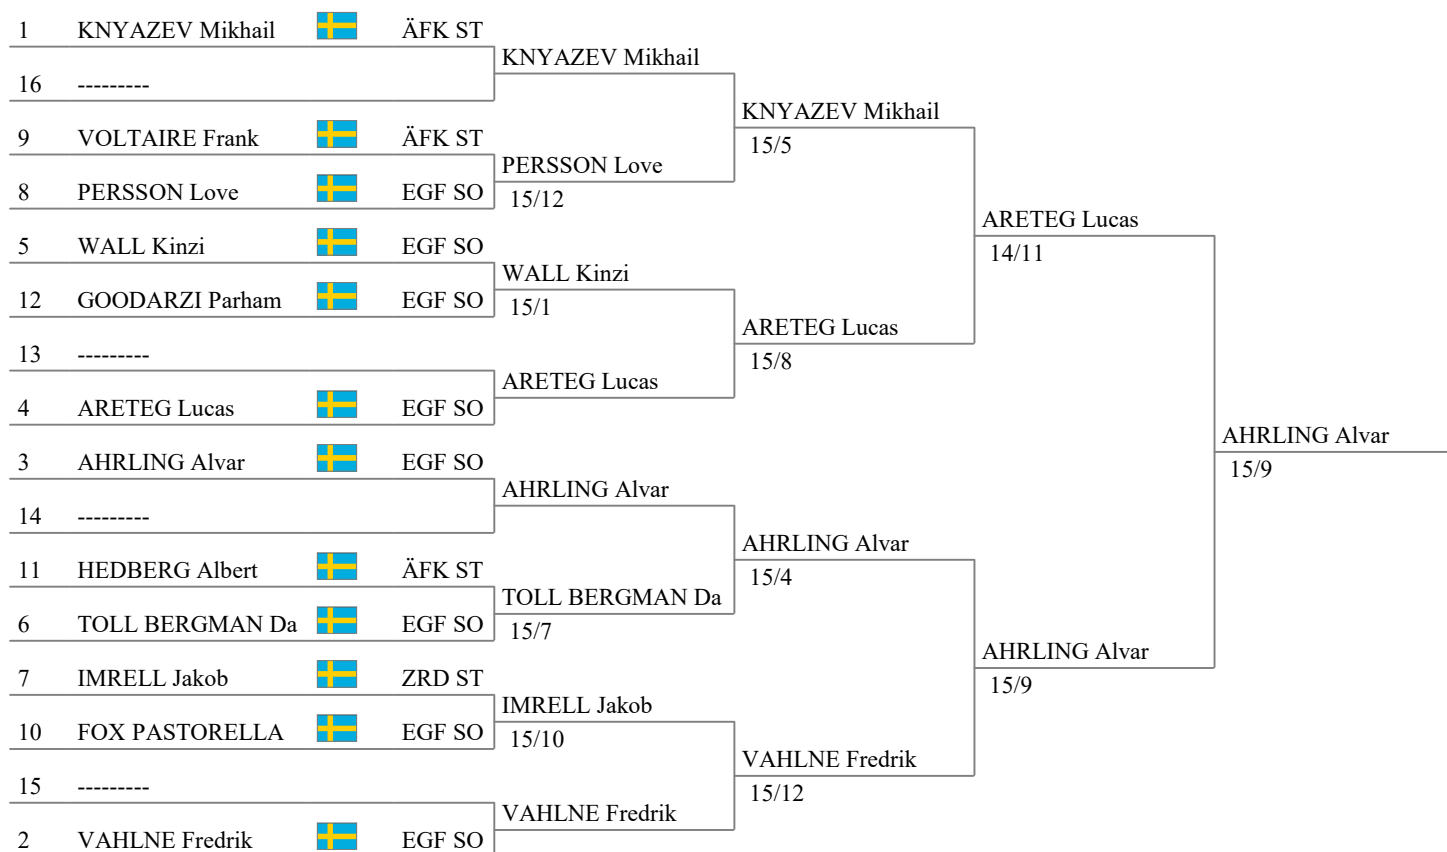 1 KNYAZEV Mikhail ÄFK ST
16 ---------
9 VOLTAIRE Frank ÄFK ST
8 PERSSON Love EGF SO
5 WALL Kinzi EGF SO
12 GOODARZI Parham EGF SO
13 ---------
4 ARETEG Lucas EGF SO
3 AHRLING Alvar EGF SO
14 ---------
11 HEDBERG Albert ÄFK ST
6 TOLL BERGMAN Da EGF SO
7 IMRELL Jakob ZRD ST
10 FOX PASTORELLA EGF SO
15 ---------
2 VAHLNE Fredrik EGF SO
KNYAZEV Mikhail
PERSSON Love
15/12
WALL Kinzi
15/1
ARETEG Lucas
AHRLING Alvar
TOLL BERGMAN Da
15/7
IMRELL Jakob
15/10
VAHLNE Fredrik
KNYAZEV Mikhail
15/5
ARETEG Lucas
15/8
AHRLING Alvar
15/4
VAHLNE Fredrik
15/12
ARETEG Lucas
14/11
AHRLING Alvar
15/9
AHRLING Alvar
15/9